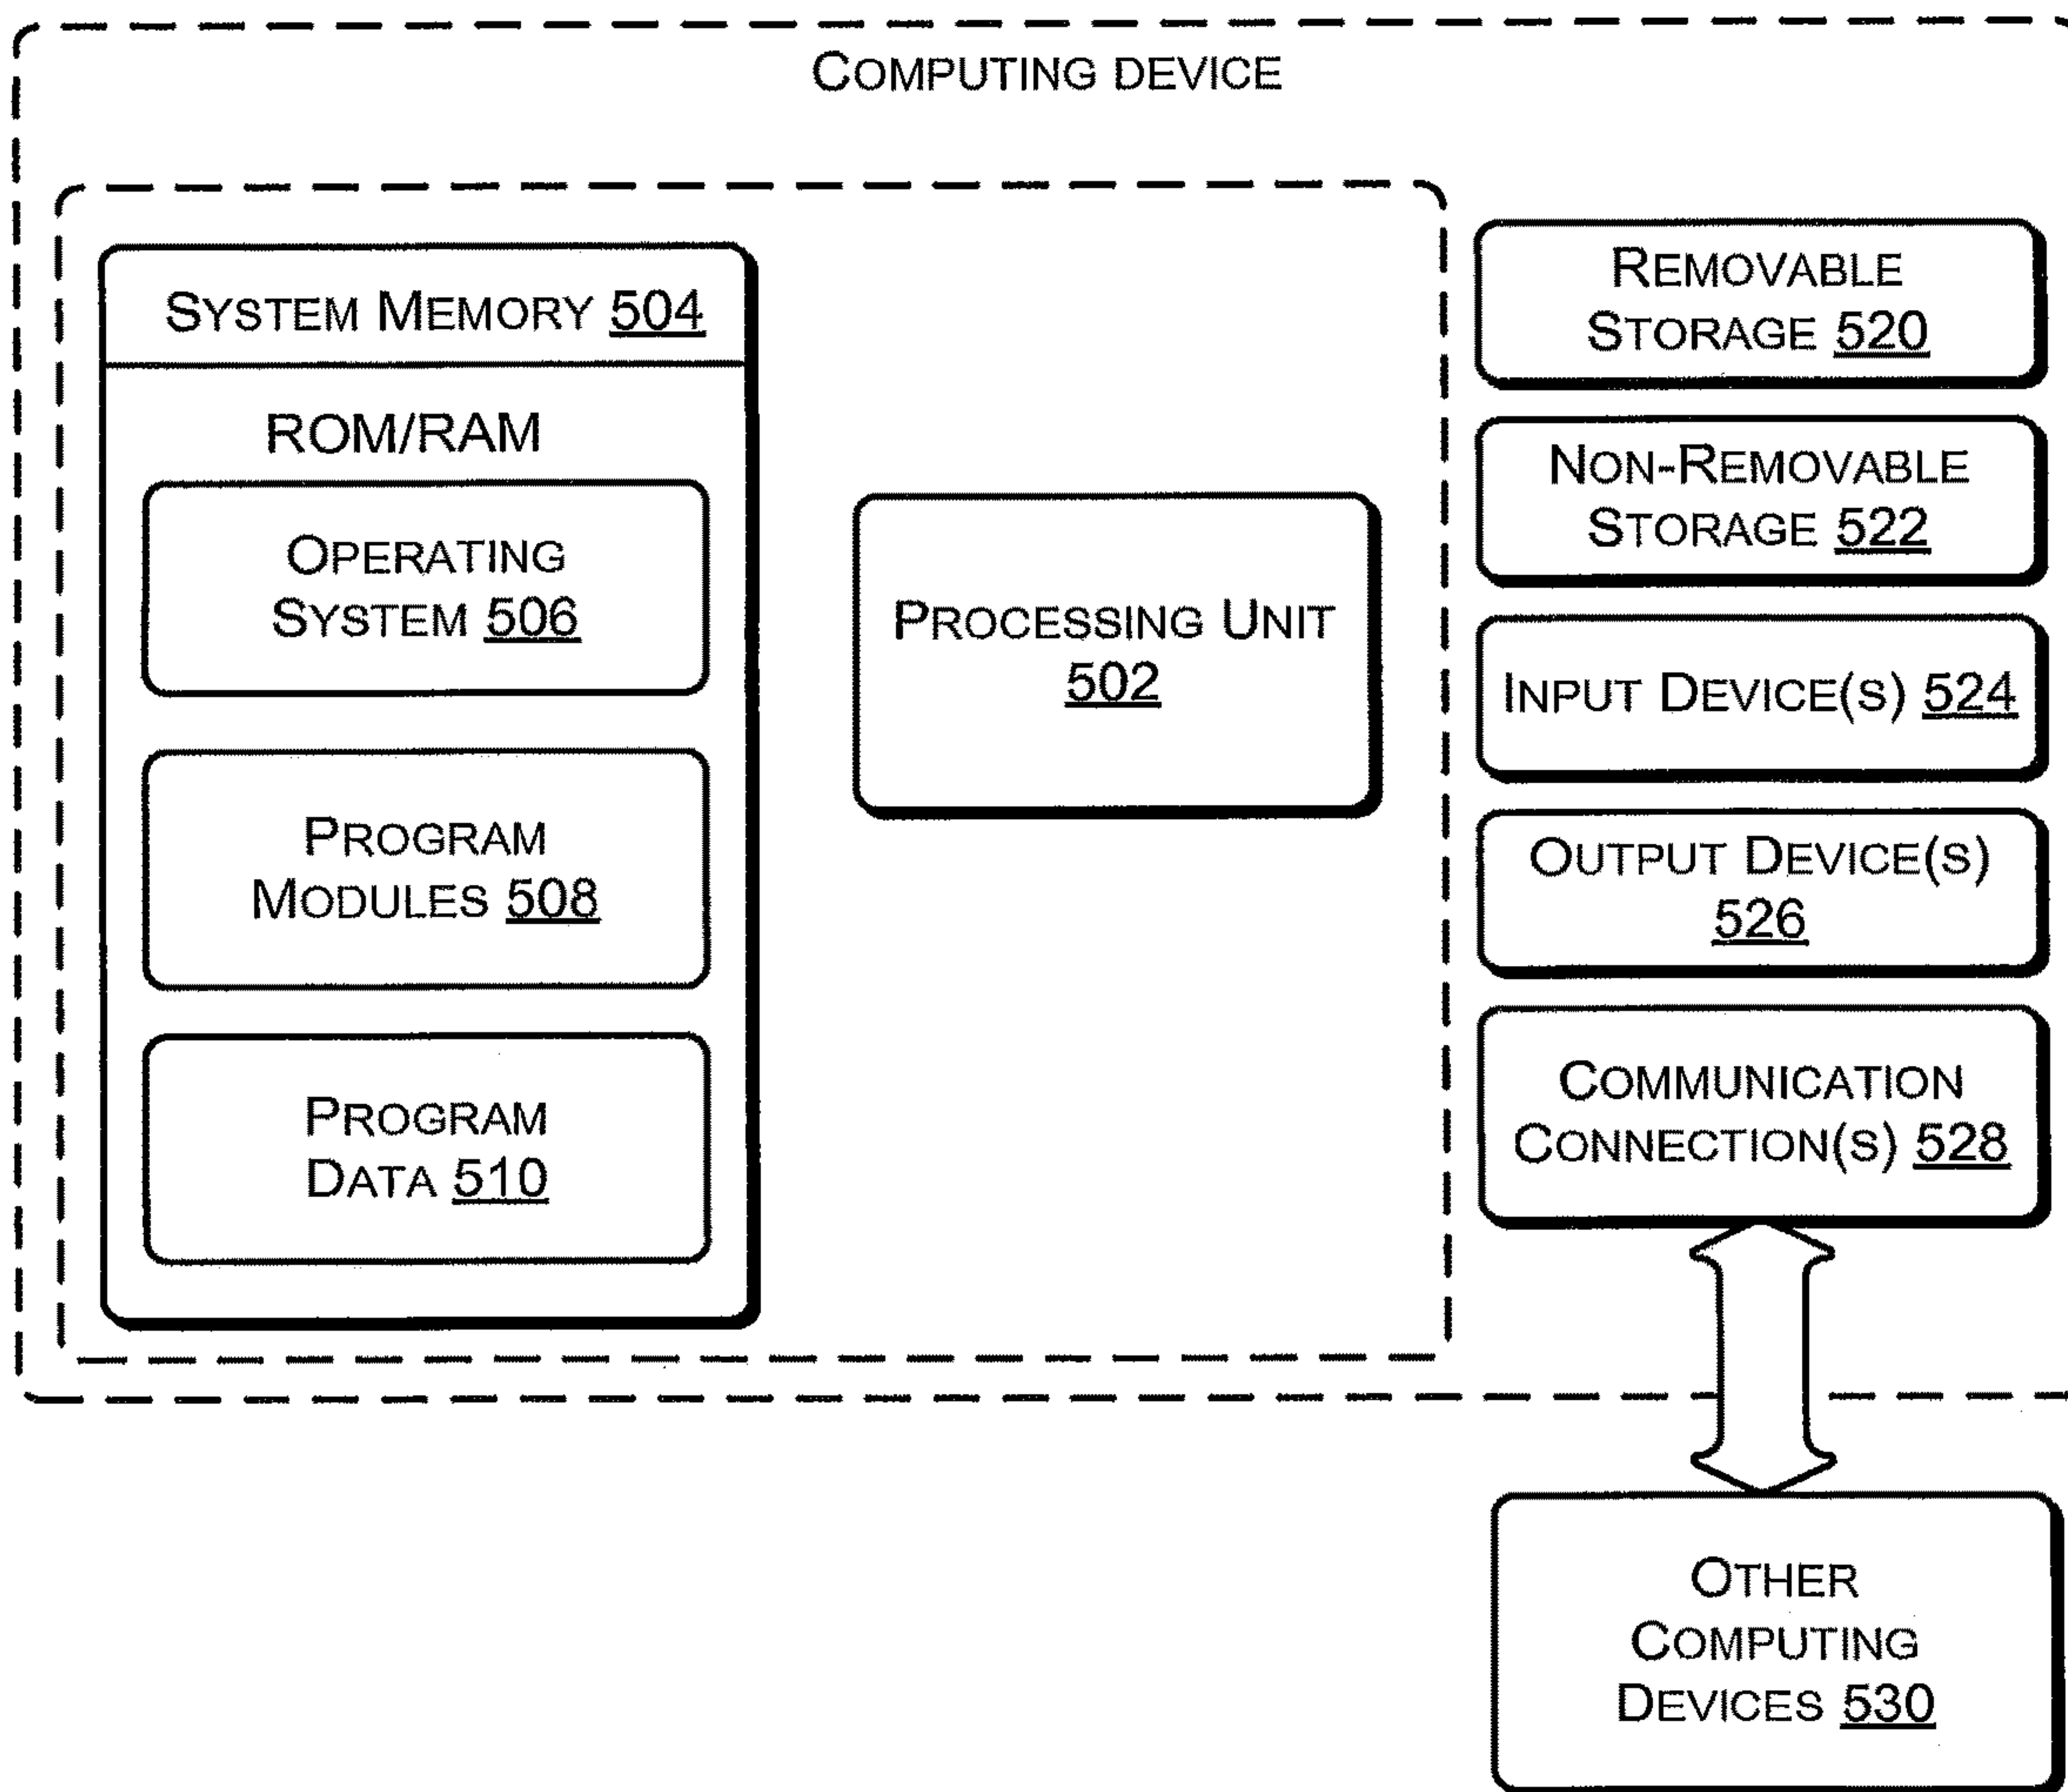 COMPUTING DEVICE
SYSTEM MEMORY 504
ROM/RAM
OPERATING
SYSTEM 506
PROGRAM
MODULES 508
PROGRAM
DATA 510
PROCESSING UNIT
502
REMOVABLE
STORAGE 520
NON-REMOVABLE
STORAGE 522
INPUT DEVICE(S) 524
OUTPUT DEVICE(S)
526
COMMUNICATION
CONNECTION(S) 528
OTHER
COMPUTING
DEVICES 530